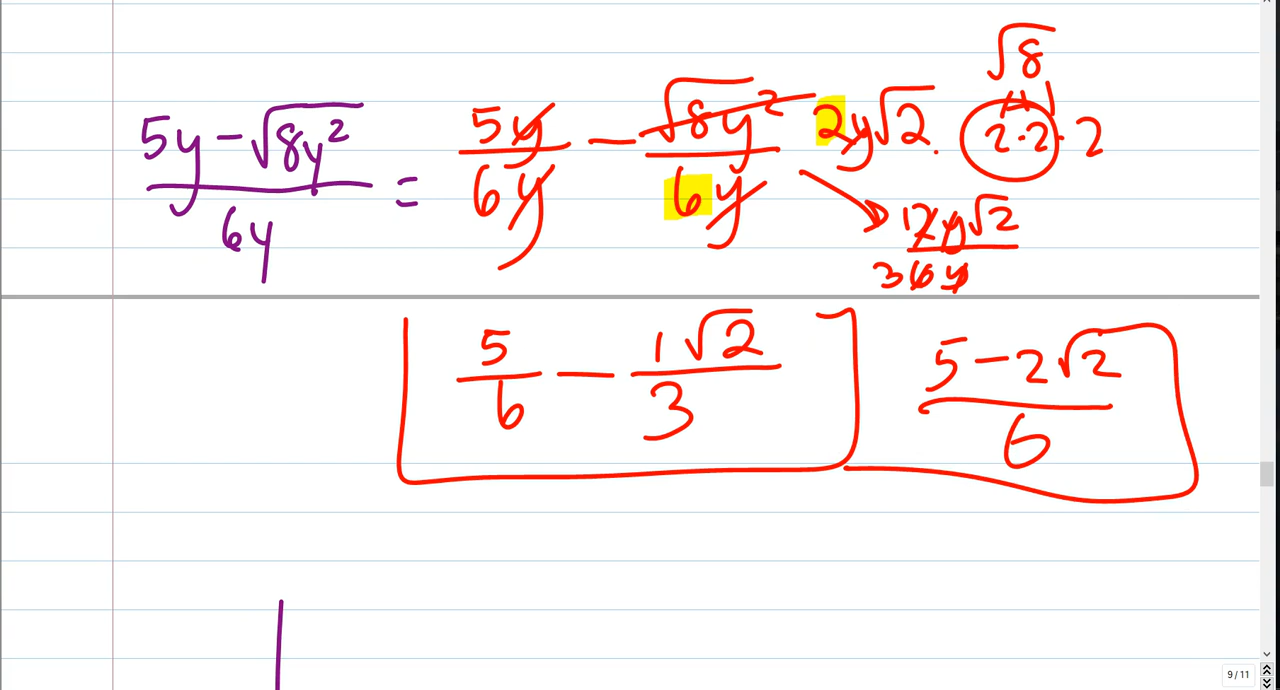 √8
(5y - √(8y²))/(6y) = 5y/6y - √(8y²)/6y 2y√2 . 2·2·2
12y√2/36y
5/6 - 1√2/3 (5 - 2√2)/6
9/11